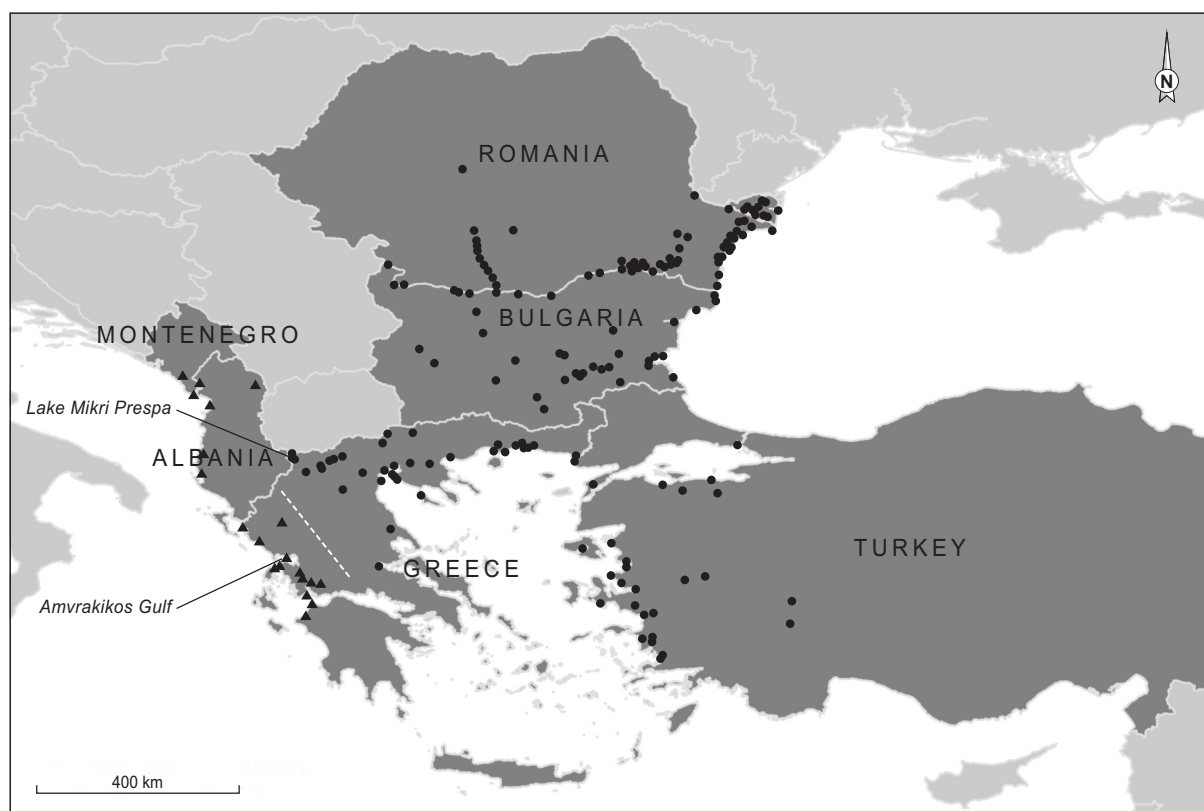 N
ROMANIA
BULGARIA
MONTENEGRO
Lake Mikri Prespa
ALBANIA
TURKEY
GREECE
Amvrakikos Gulf
400 km